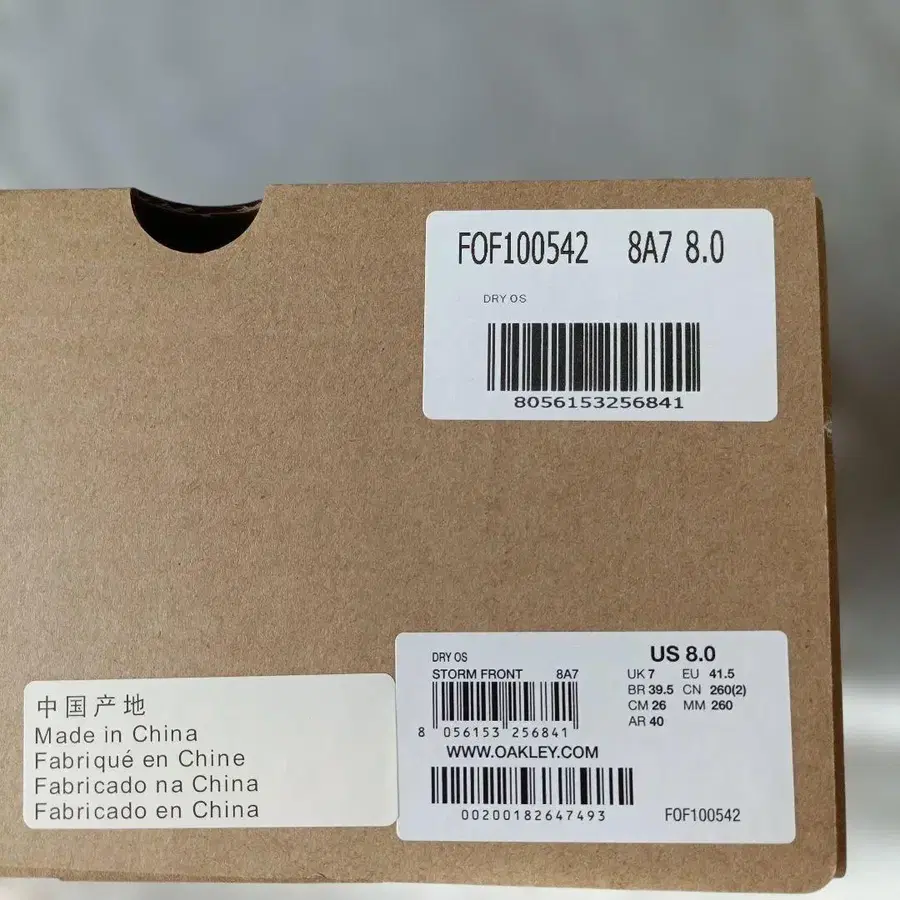 FOF100542 8A7 8.0
DRY OS
8056153256841
DRY OS
STORM FRONT 8A7
8 056153 256841
WWW.OAKLEY.COM
00200182647493
US 8.0
UK 7 EU 41.5
BR 39.5 CN 260(2)
CM 26 MM 260
AR 40
FOF100542
中国产地
Made in China
Fabriqué en Chine
Fabricado na China
Fabricado en China